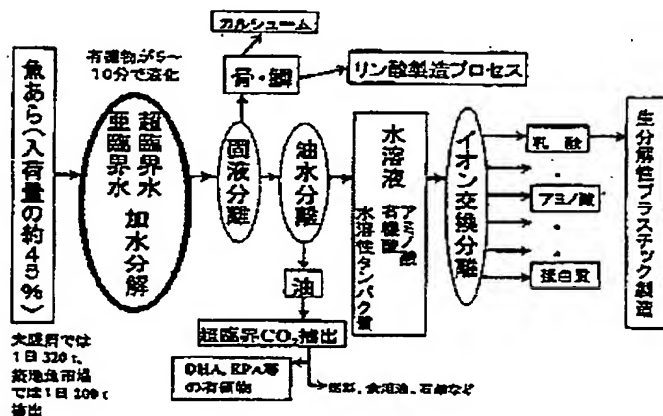 カルシューム
有機物が5～
10分で液化
骨・鱗
リン酸製造プロセス
魚あら（入荷量の約45％）
超臨界水
亜臨界水
加水分解
固液分離
油水分離
水溶液
アミノ酸
有機酸
水溶性タンパク質
イオン交換分離
乳酸
アミノ酸
蛋白質
生分解性プラスチック製造
油
超臨界CO₂抽出
大阪府では
1日320t、
築地魚市場
では1日200t
排出
DHA、EPA等
の有価物
燃料、食用油、石鹸など